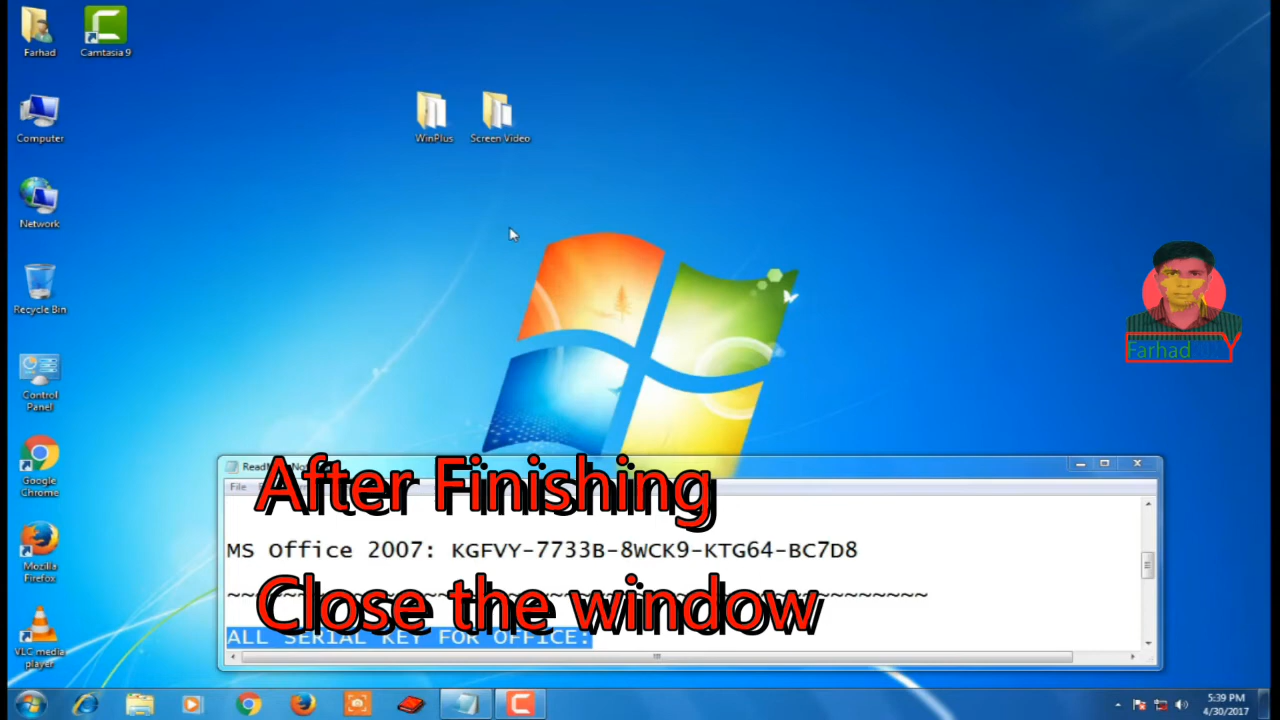 Farhad
Camtasia 9
WinPlus
Screen Video
Computer
Network
Recycle Bin
Farhad
Control
Panel
Google
Chrome
After Finishing
File
MS Office 2007: KGFVY-7733B-8WCK9-KTG64-BC7D8
Mozilla
Firefox
~~~~~~~~~~~~~~~~~~~~~~~~~~~~~~~~~~~~~~~~~~~~~~~~~~
Close the window
ALL SERIAL KEY FOR OFFICE:
VLC media
player
5:39 PM
4/30/2017